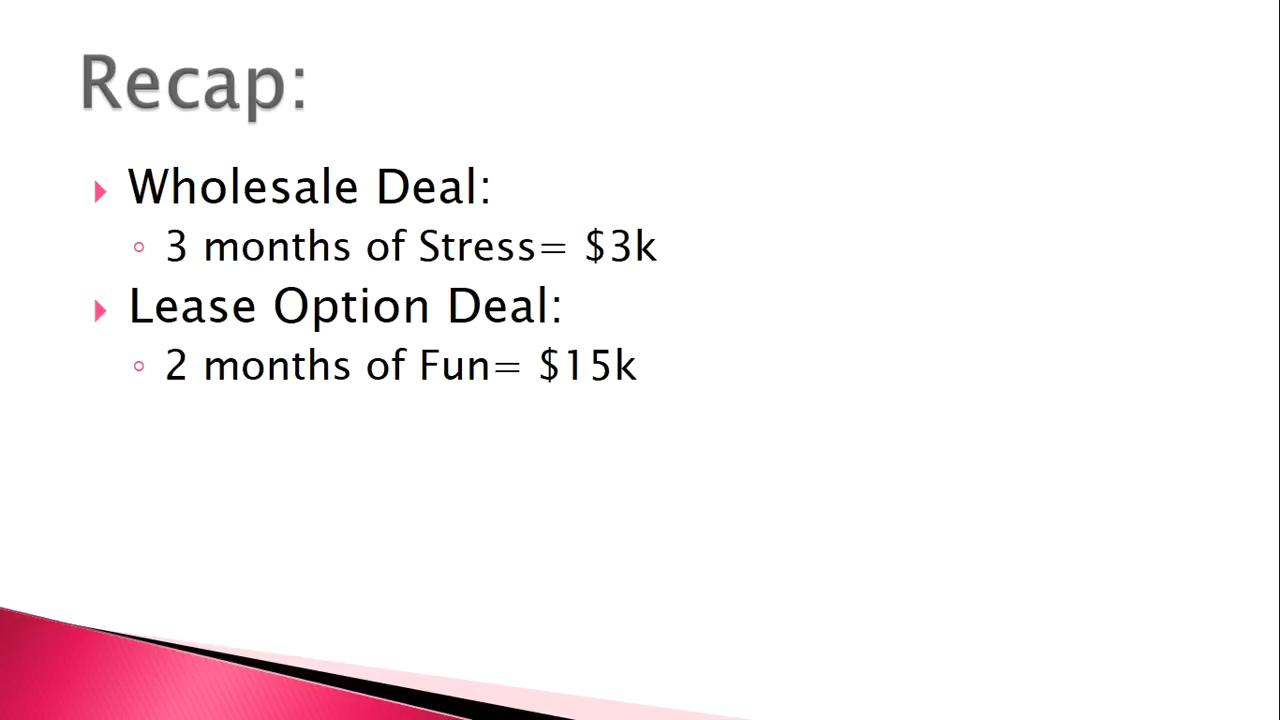 Recap:
Wholesale Deal:
3 months of Stress= $3k
Lease Option Deal:
2 months of Fun= $15k